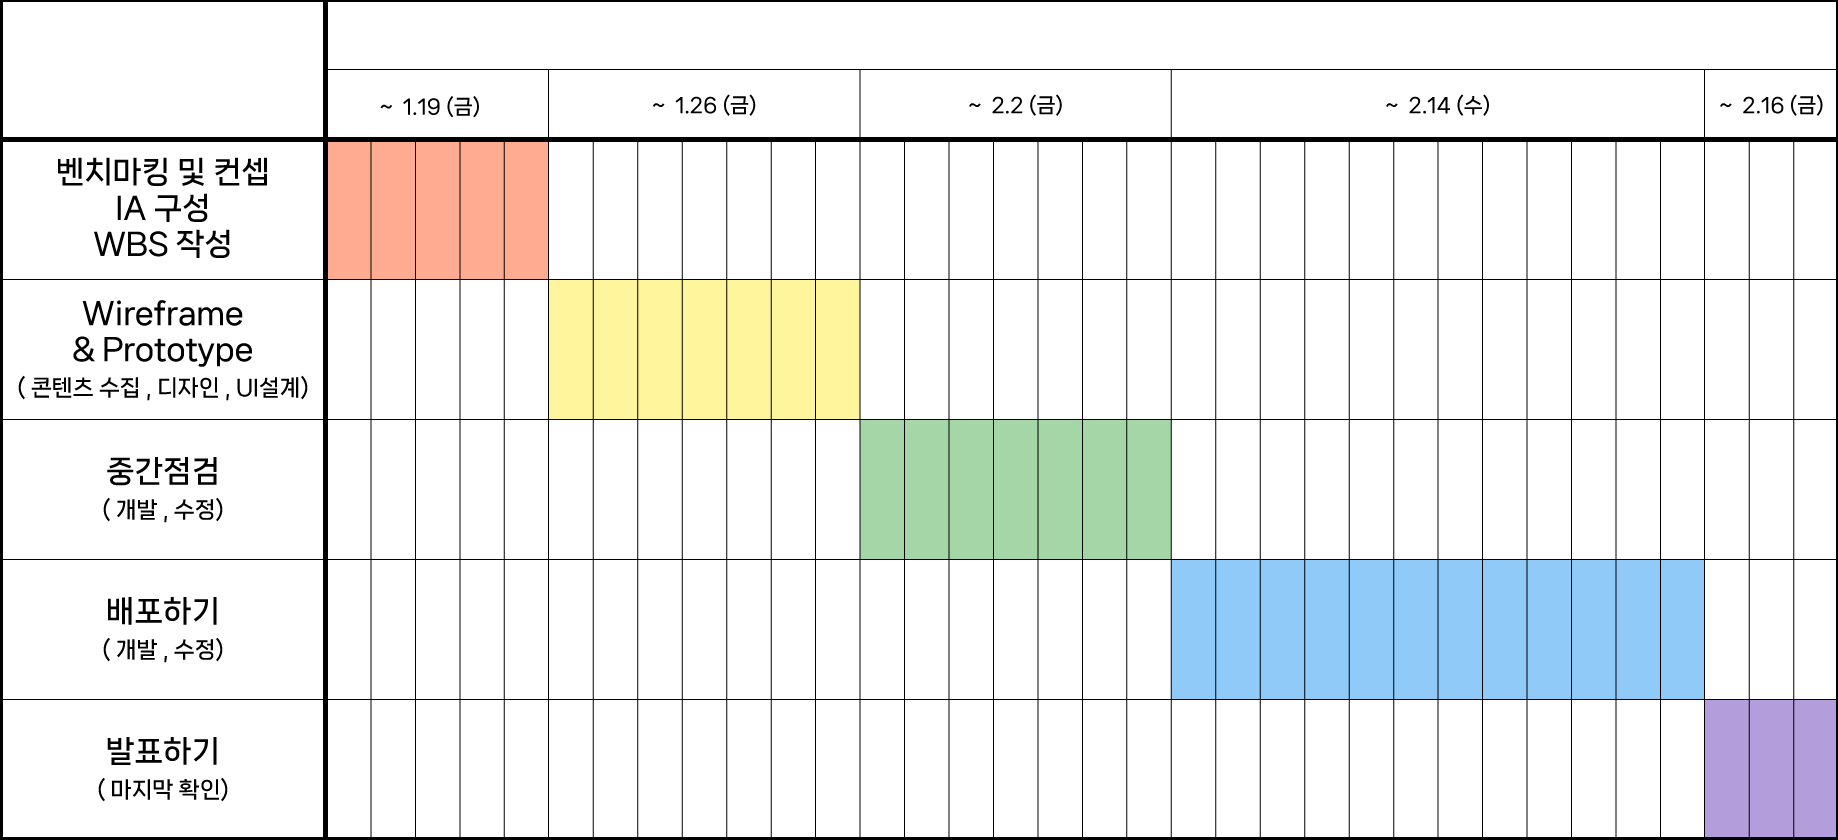 ~ 1.19 (금)
~ 1.26 (금)
~ 2.2 (금)
~ 2.14 (수)
~ 2.16 (금)
벤치마킹 및 컨셉
IA 구성
WBS 작성
Wireframe
& Prototype
( 콘텐츠 수집 , 디자인 , UI설계)
중간점검
( 개발 , 수정)
배포하기
( 개발 , 수정)
발표하기
( 마지막 확인)